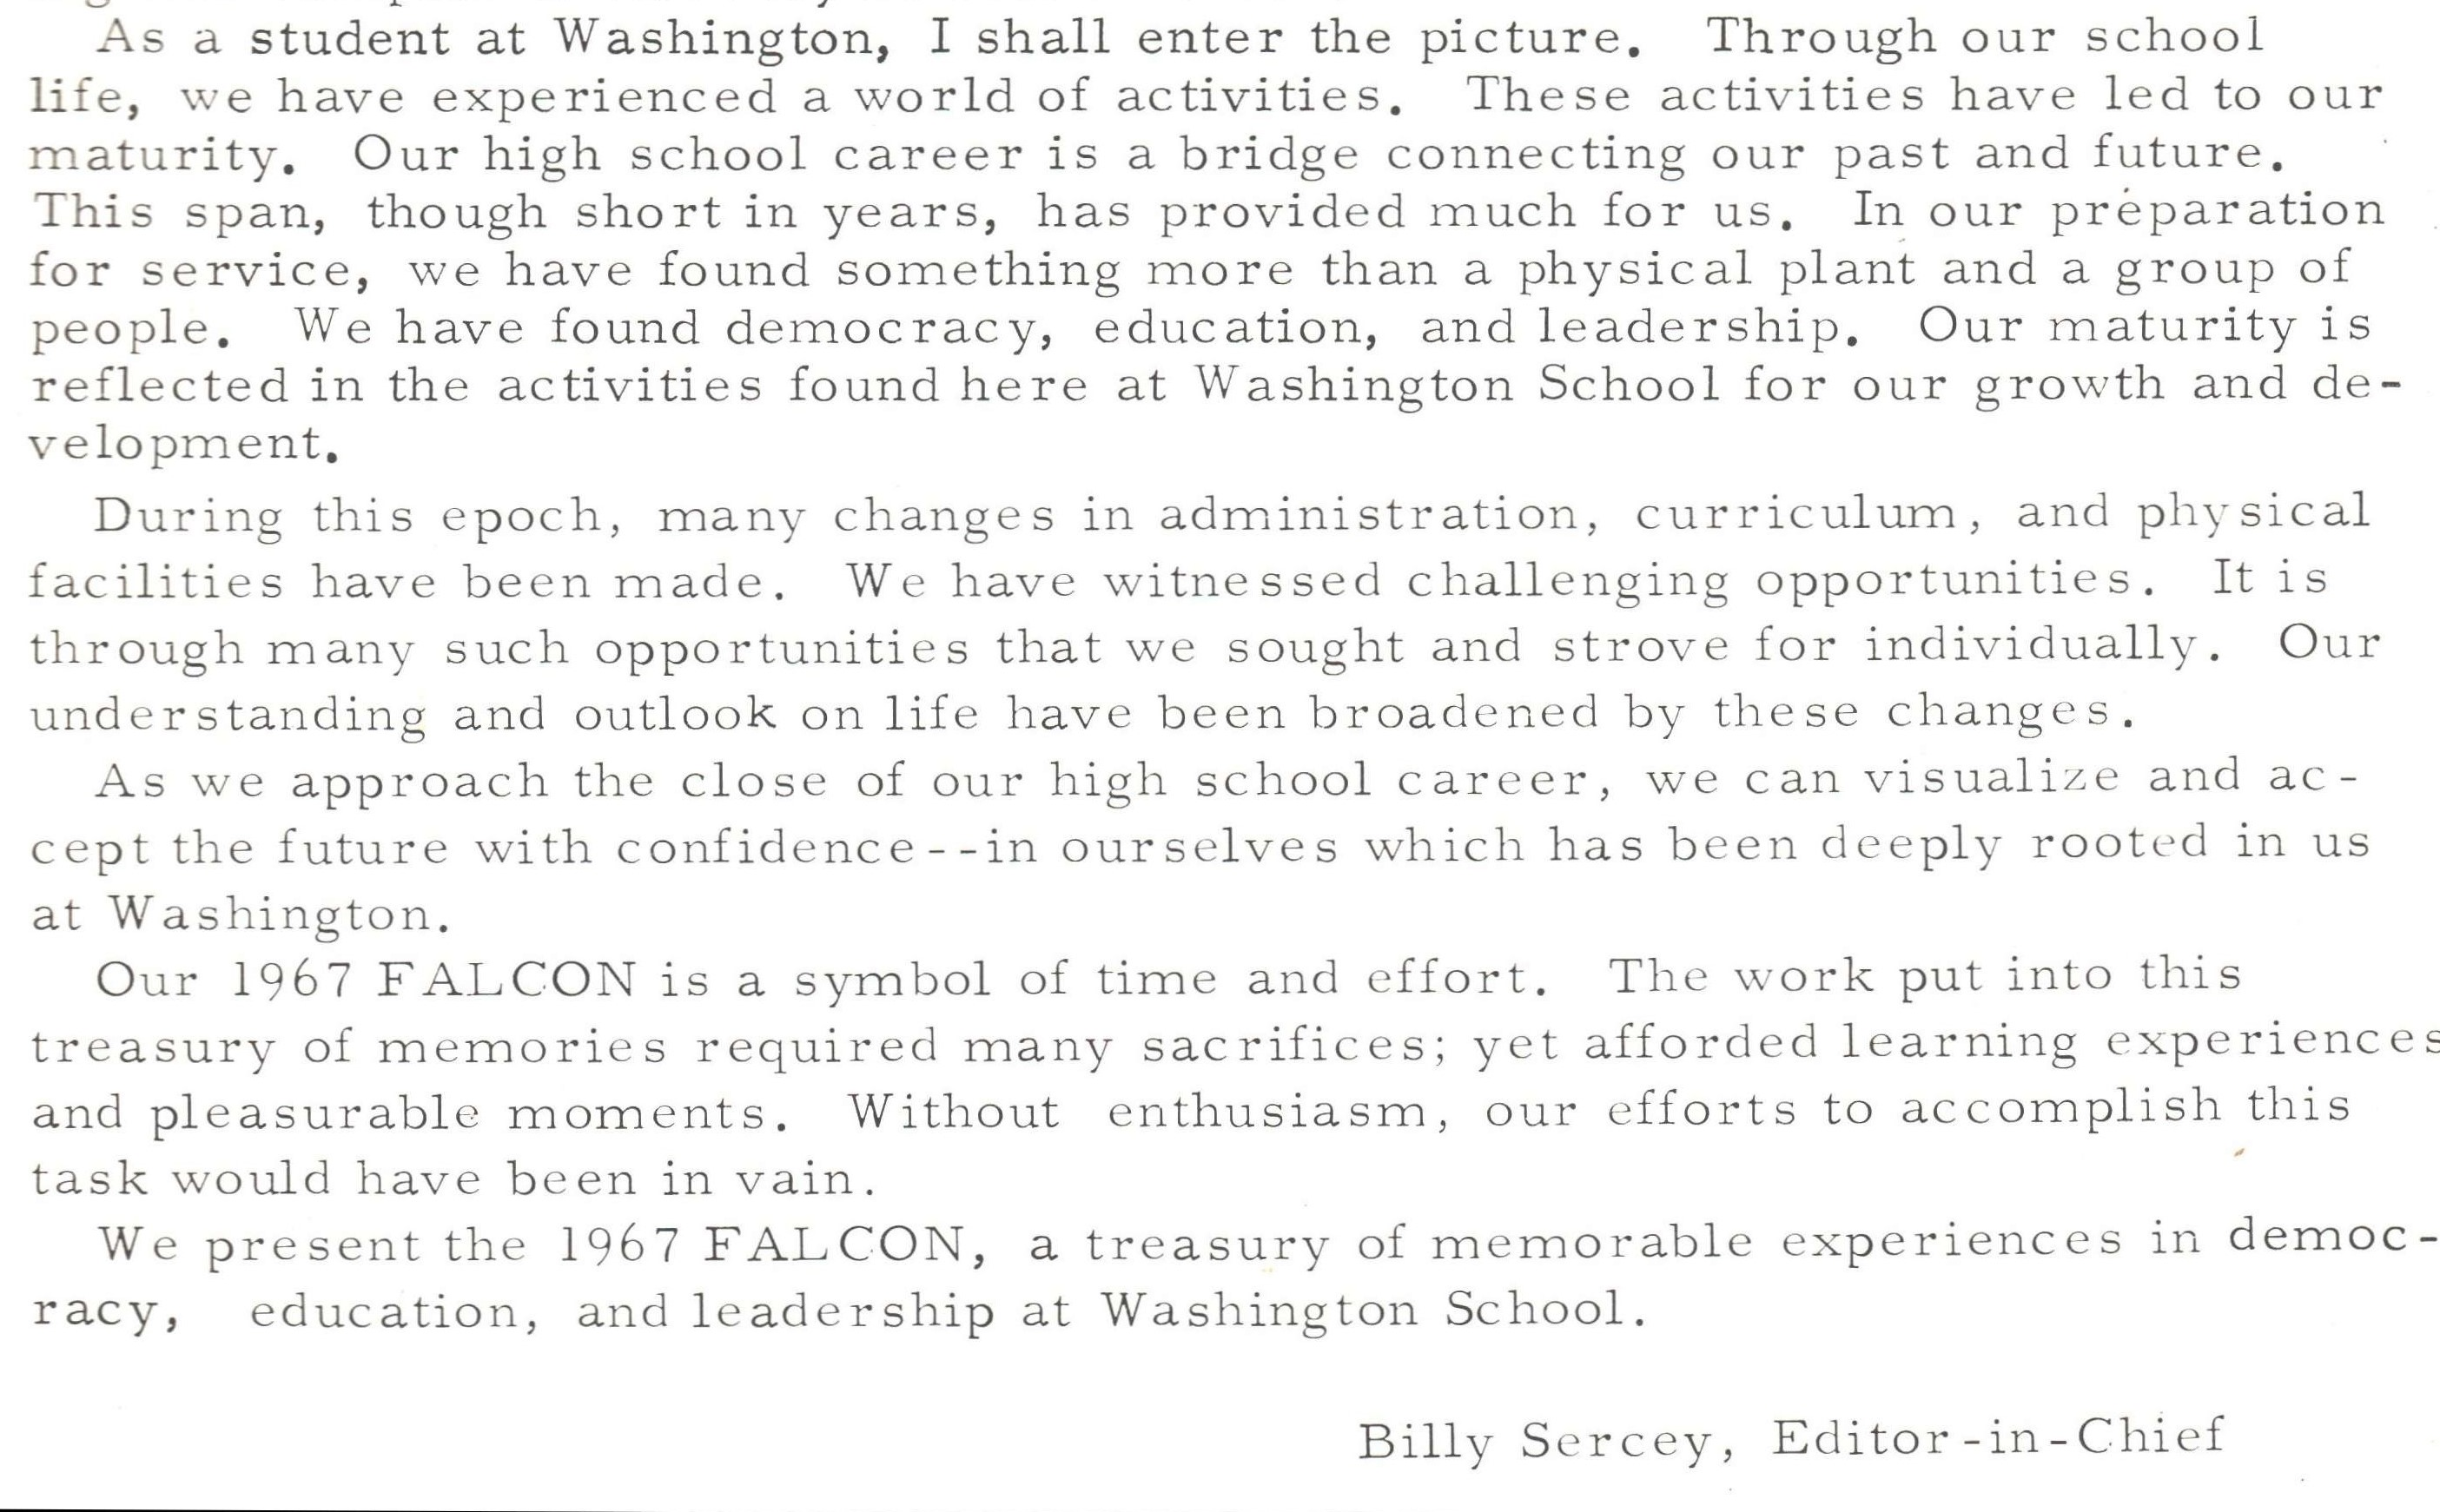 As a student at Washington, I shall enter the picture. Through our school
life, we have experienced a world of activities. These activities have led to our
maturity. Our high school career is a bridge connecting our past and future.
This span, though short in years, has provided much for us. In our preparation
for service, we have found something more than a physical plant and a group of
people. We have found democracy, education, and leadership. Our maturity is
reflected in the activities found here at Washington School for our growth and de-
velopment.
During this epoch, many changes in administration, curriculum, and physical
facilities have been made. We have witnessed challenging opportunities. It is
through many such opportunities that we sought and strove for individually. Our
understanding and outlook on life have been broadened by these changes.
As we approach the close of our high school career, we can visualize and ac-
cept the future with confidence--in ourselves which has been deeply rooted in us
at Washington.
Our 1967 FALCON is a symbol of time and effort. The work put into this
treasury of memories required many sacrifices; yet afforded learning experiences
and pleasurable moments. Without enthusiasm, our efforts to accomplish this
task would have been in vain.
We present the 1967 FALCON, a treasury of memorable experiences in democ-
racy, education, and leadership at Washington School.
Billy Sercey, Editor-in-Chief